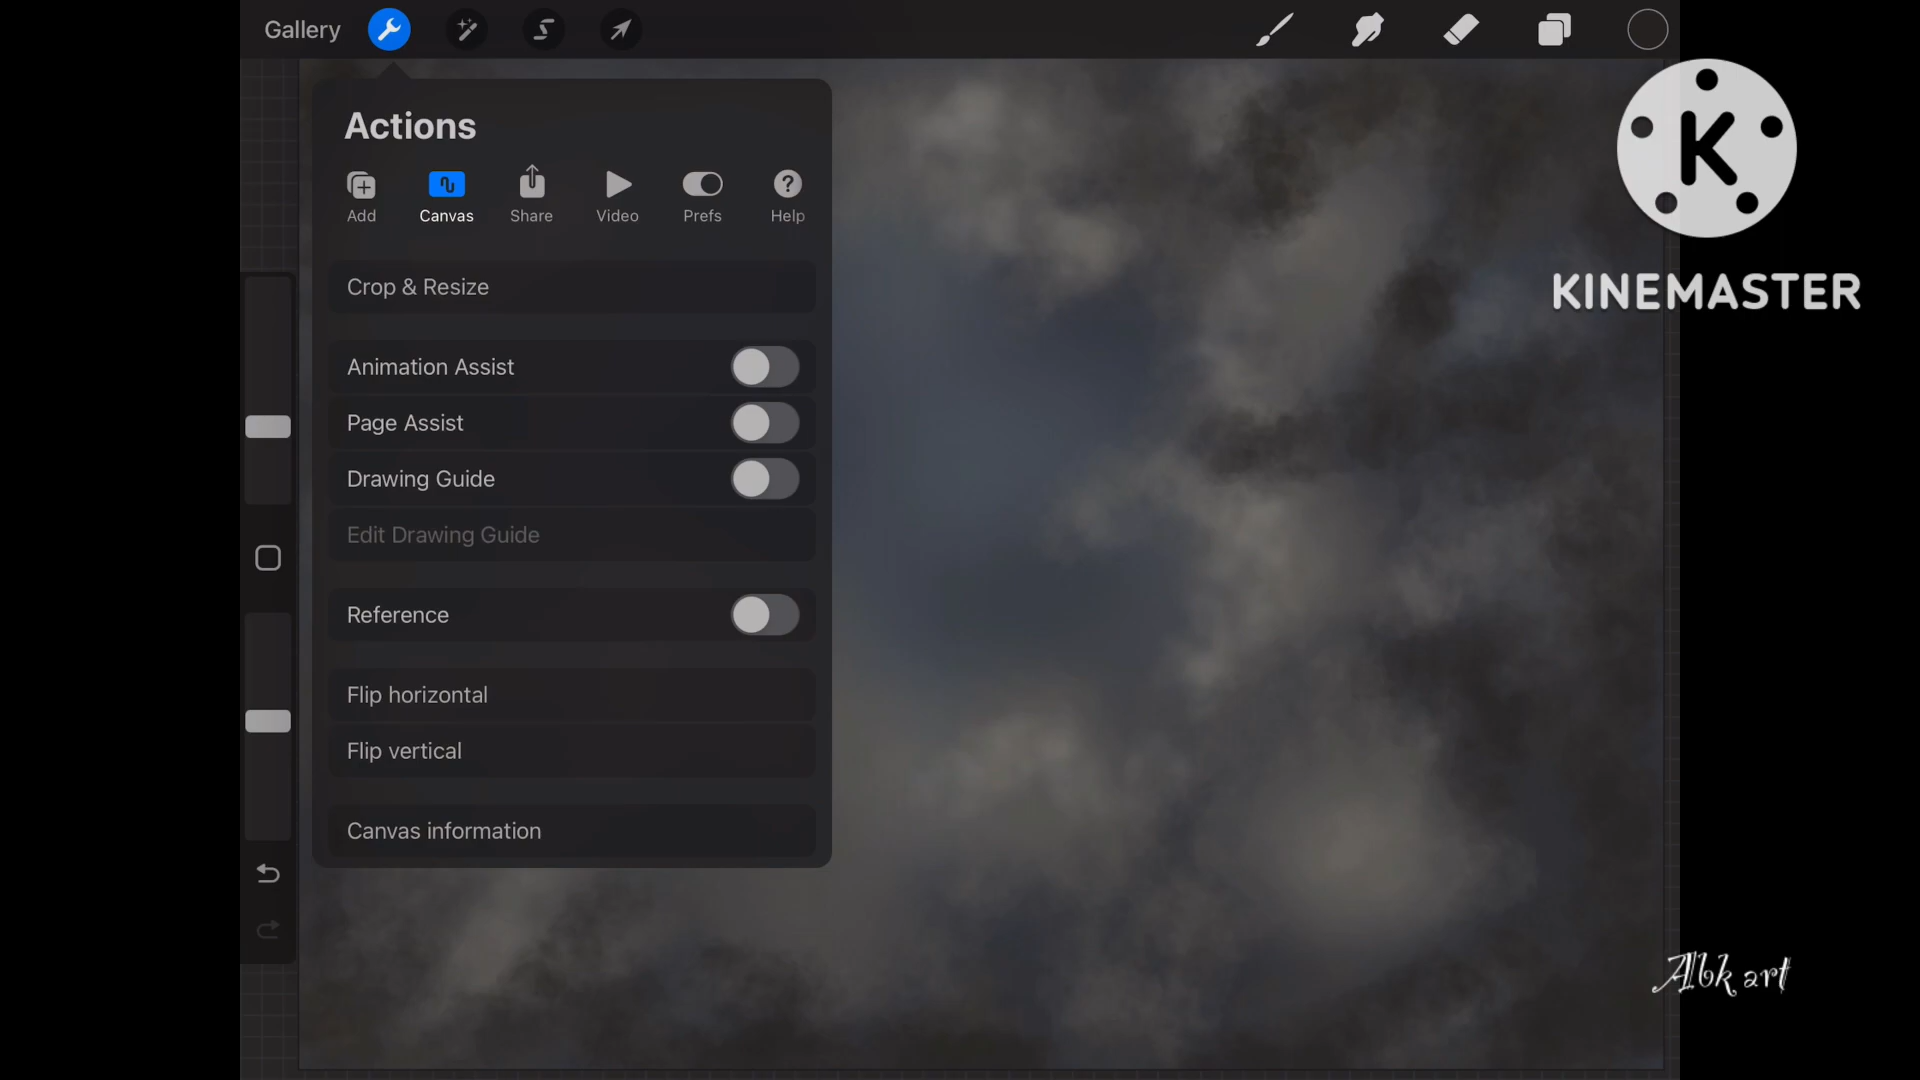 Gallery
Actions
Add
Canvas
Share
Video
Prefs
? Help
Crop & Resize
Animation Assist
Page Assist
Drawing Guide
Edit Drawing Guide
Reference
Flip horizontal
Flip vertical
Canvas information
K
KINEMASTER
Albk art